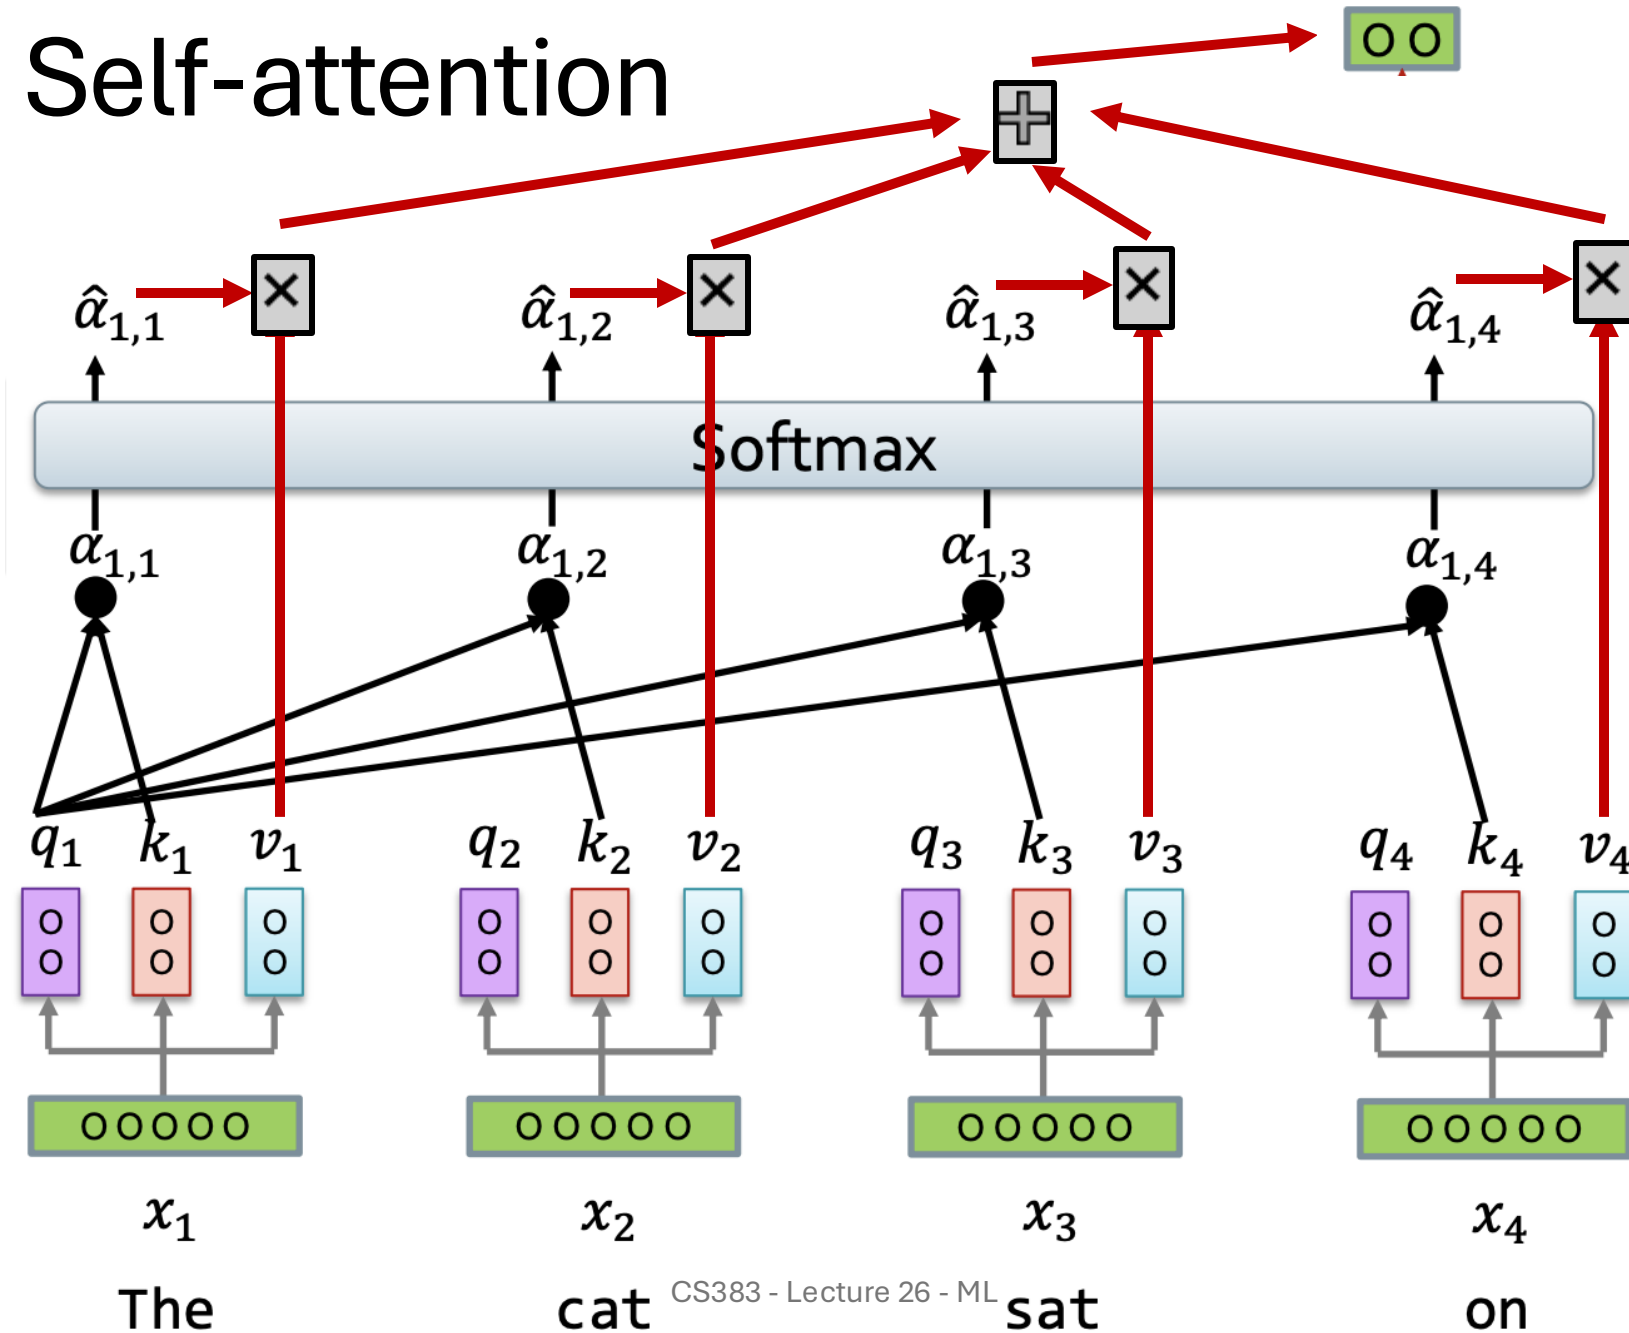 Self-attention
O O
+
× × × ×
α̂₁,₁ α̂₁,₂ α̂₁,₃ α̂₁,₄
Softmax
α₁,₁ α₁,₂ α₁,₃ α₁,₄
q₁ k₁ v₁ q₂ k₂ v₂ q₃ k₃ v₃ q₄ k₄ v₄
O O O O O O O O O O O O
O O O O O O O O O O O O
O O O O O O O O O O O O O O O O O O O O
x₁ x₂ x₃ x₄
The cat sat on
CS383 - Lecture 26 - ML